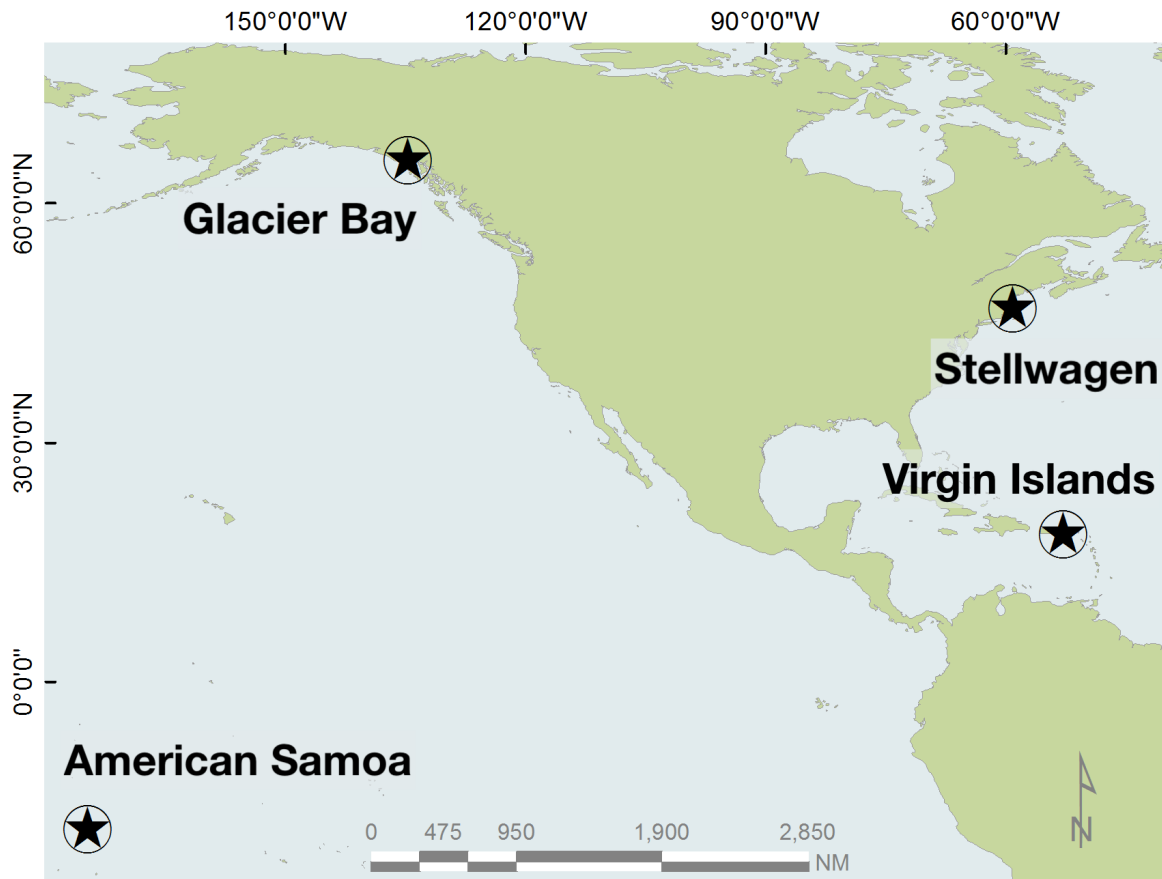 150°0'0"W 120°0'0"W 90°0'0"W 60°0'0"W
60°0'0"N
Glacier Bay
Stellwagen
30°0'0"N
Virgin Islands
0°0'0"
American Samoa
0 475 950 1,900 2,850
NM
N